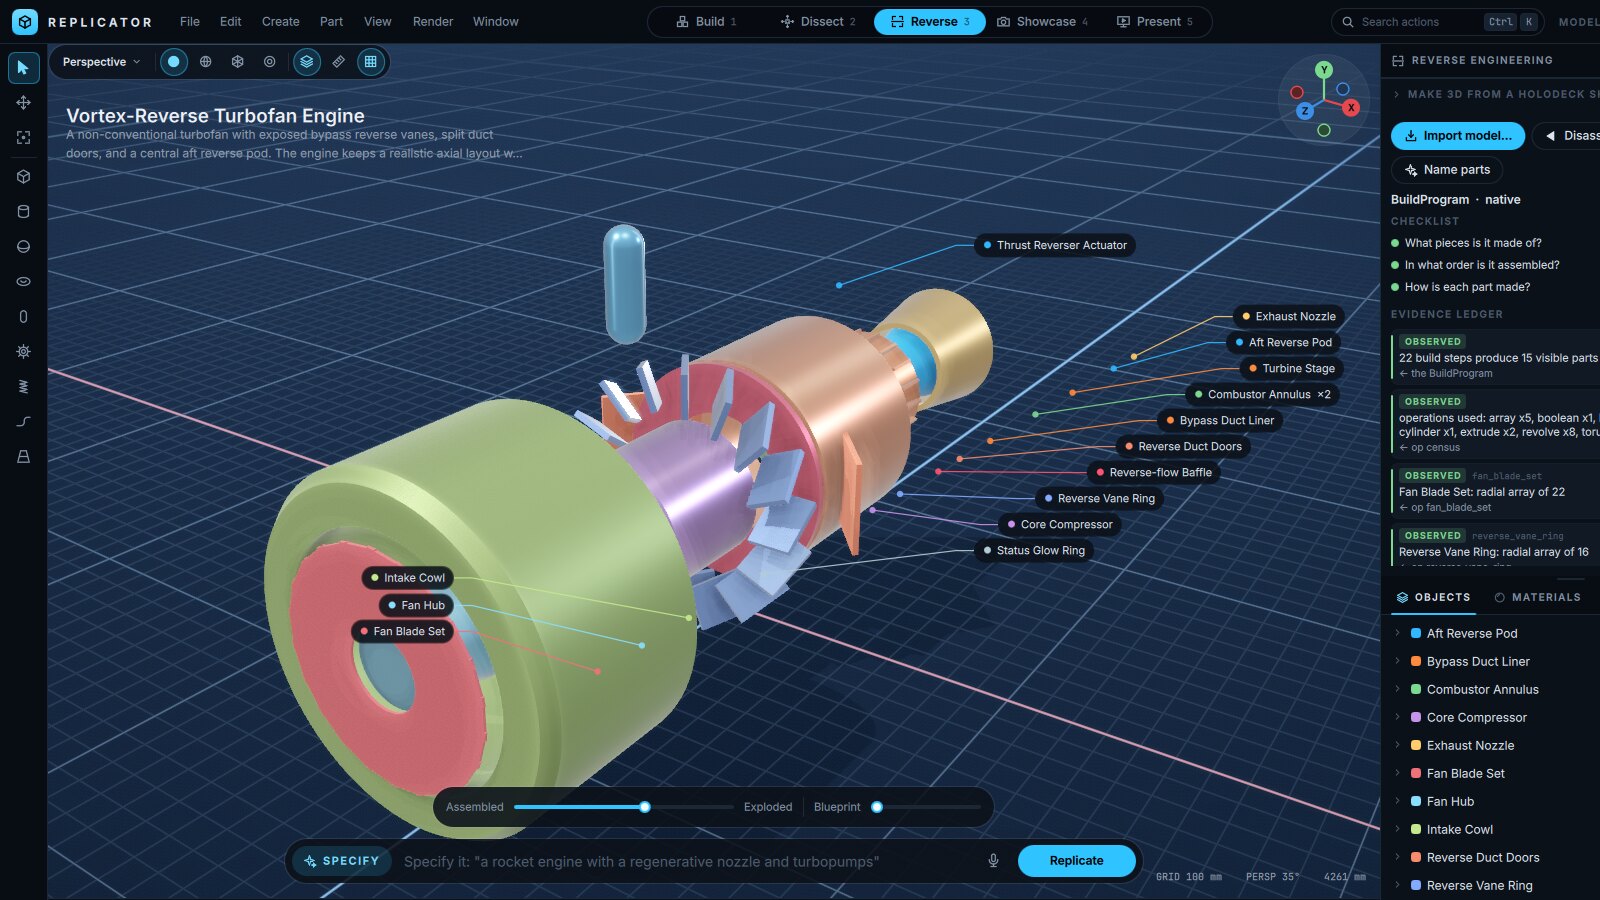 REPLICATOR
File Edit Create Part View Render Window
Build 1
Dissect 2
Reverse 3
Showcase 4
Present 5
Search actions Ctrl K
Perspective
Vortex-Reverse Turbofan Engine
A non-conventional turbofan with exposed bypass reverse vanes, split duct
doors, and a central aft reverse pod. The engine keeps a realistic axial layout w...
Y
X
Z
Thrust Reverser Actuator
Exhaust Nozzle
Aft Reverse Pod
Turbine Stage
Combustor Annulus ×2
Bypass Duct Liner
Reverse Duct Doors
Reverse-flow Baffle
Reverse Vane Ring
Core Compressor
Status Glow Ring
Intake Cowl
Fan Hub
Fan Blade Set
Assembled Exploded Blueprint
SPECIFY Specify it: "a rocket engine with a regenerative nozzle and turbopumps" Replicate
GRID 100 mm PERSP 35° 4261 mm
REVERSE ENGINEERING
MAKE 3D FROM A HOLODECK
Import model...
Name parts
BuildProgram · native
CHECKLIST
What pieces is it made of?
In what order is it assembled?
How is each part made?
EVIDENCE LEDGER
OBSERVED
22 build steps produce 15 visible parts
← the BuildProgram
OBSERVED
operations used: array x5, boolean x1,
cylinder x1, extrude x2, revolve x8,
← op census
OBSERVED fan_blade_set
Fan Blade Set: radial array of 22
← op fan_blade_set
OBSERVED reverse_vane_ring
Reverse Vane Ring: radial array of 16
OBJECTS MATERIALS
Aft Reverse Pod
Bypass Duct Liner
Combustor Annulus
Core Compressor
Exhaust Nozzle
Fan Blade Set
Fan Hub
Intake Cowl
Reverse Duct Doors
Reverse Vane Ring